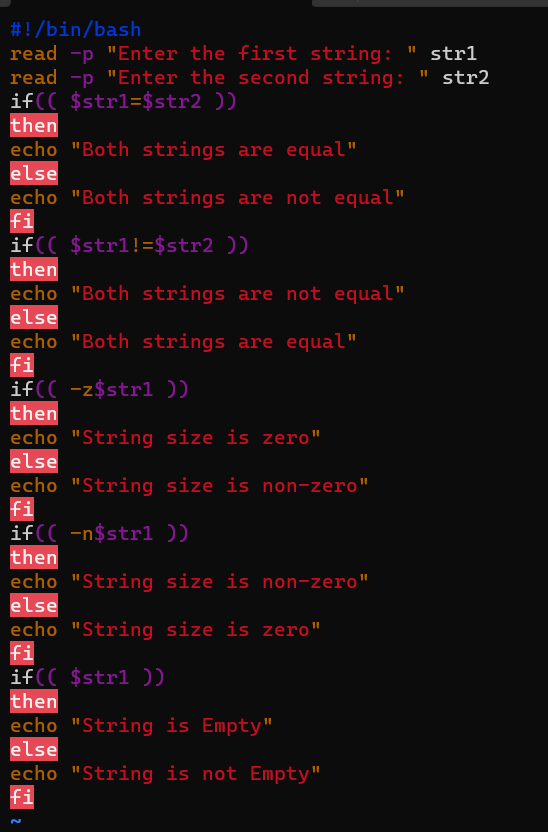 #!/bin/bash
read -p "Enter the first string: " str1
read -p "Enter the second string: " str2
if(( $str1=$str2 ))
then
echo "Both strings are equal"
else
echo "Both strings are not equal"
fi
if(( $str1!=$str2 ))
then
echo "Both strings are not equal"
else
echo "Both strings are equal"
fi
if(( -z$str1 ))
then
echo "String size is zero"
else
echo "String size is non-zero"
fi
if(( -n$str1 ))
then
echo "String size is non-zero"
else
echo "String size is zero"
fi
if(( $str1 ))
then
echo "String is Empty"
else
echo "String is not Empty"
fi
~